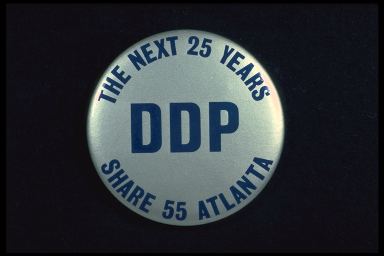 THE NEXT 25 YEARS
DDP
SHARE 55 ATLANTA